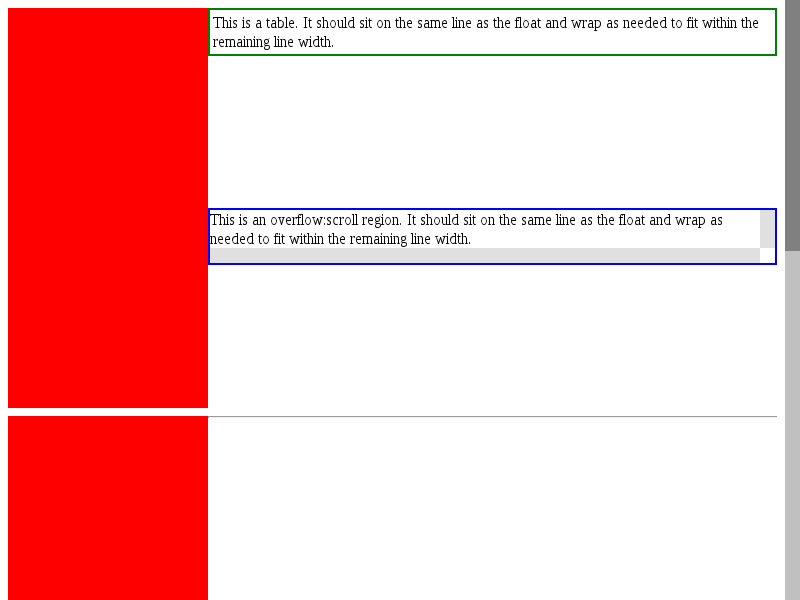 This is a table. It should sit on the same line as the float and wrap as needed to fit within the
remaining line width.
This is an overflow:scroll region. It should sit on the same line as the float and wrap as
needed to fit within the remaining line width.